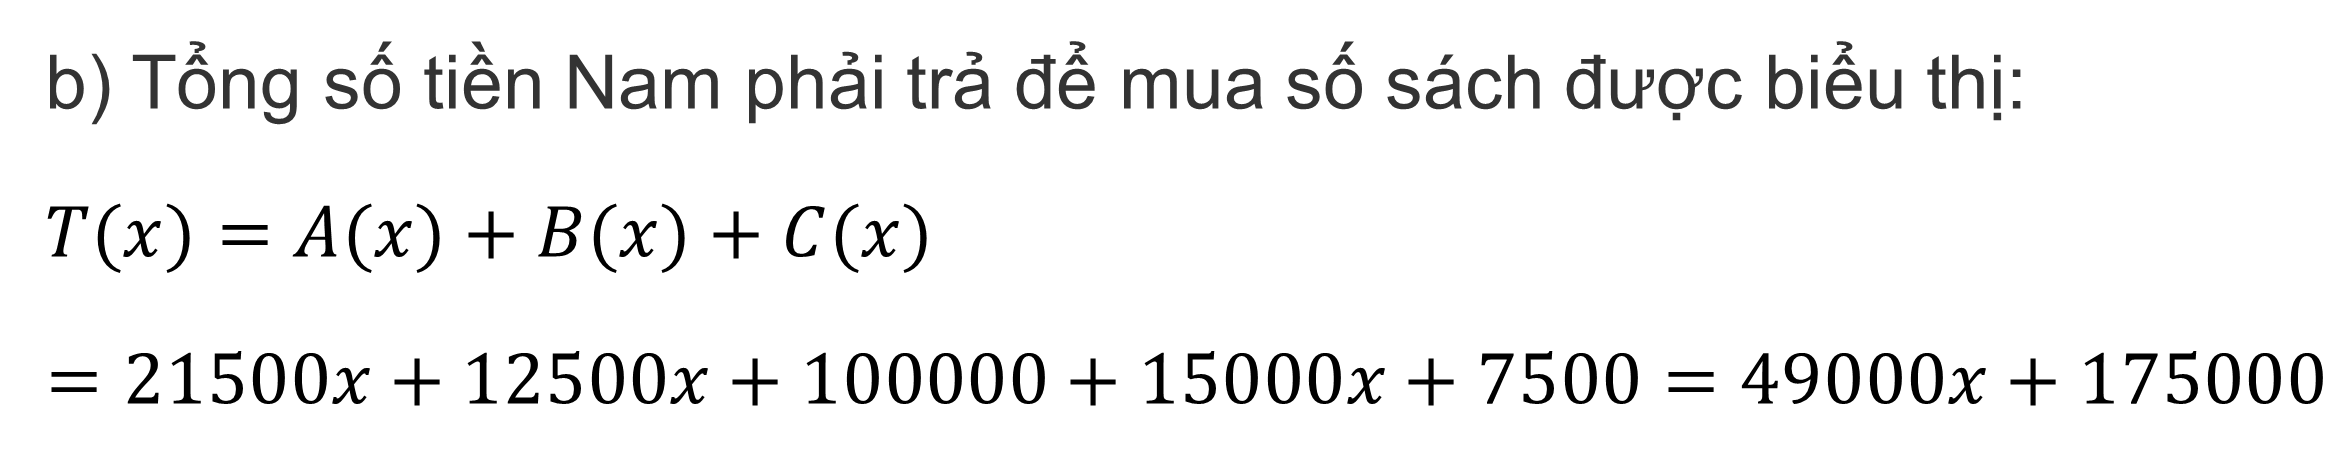 b) Tổng số tiền Nam phải trả để mua số sách được biểu thị:
T(x) = A(x) + B(x) + C(x)
= 21500x + 12500x + 100000 + 15000x + 7500 = 49000x + 175000